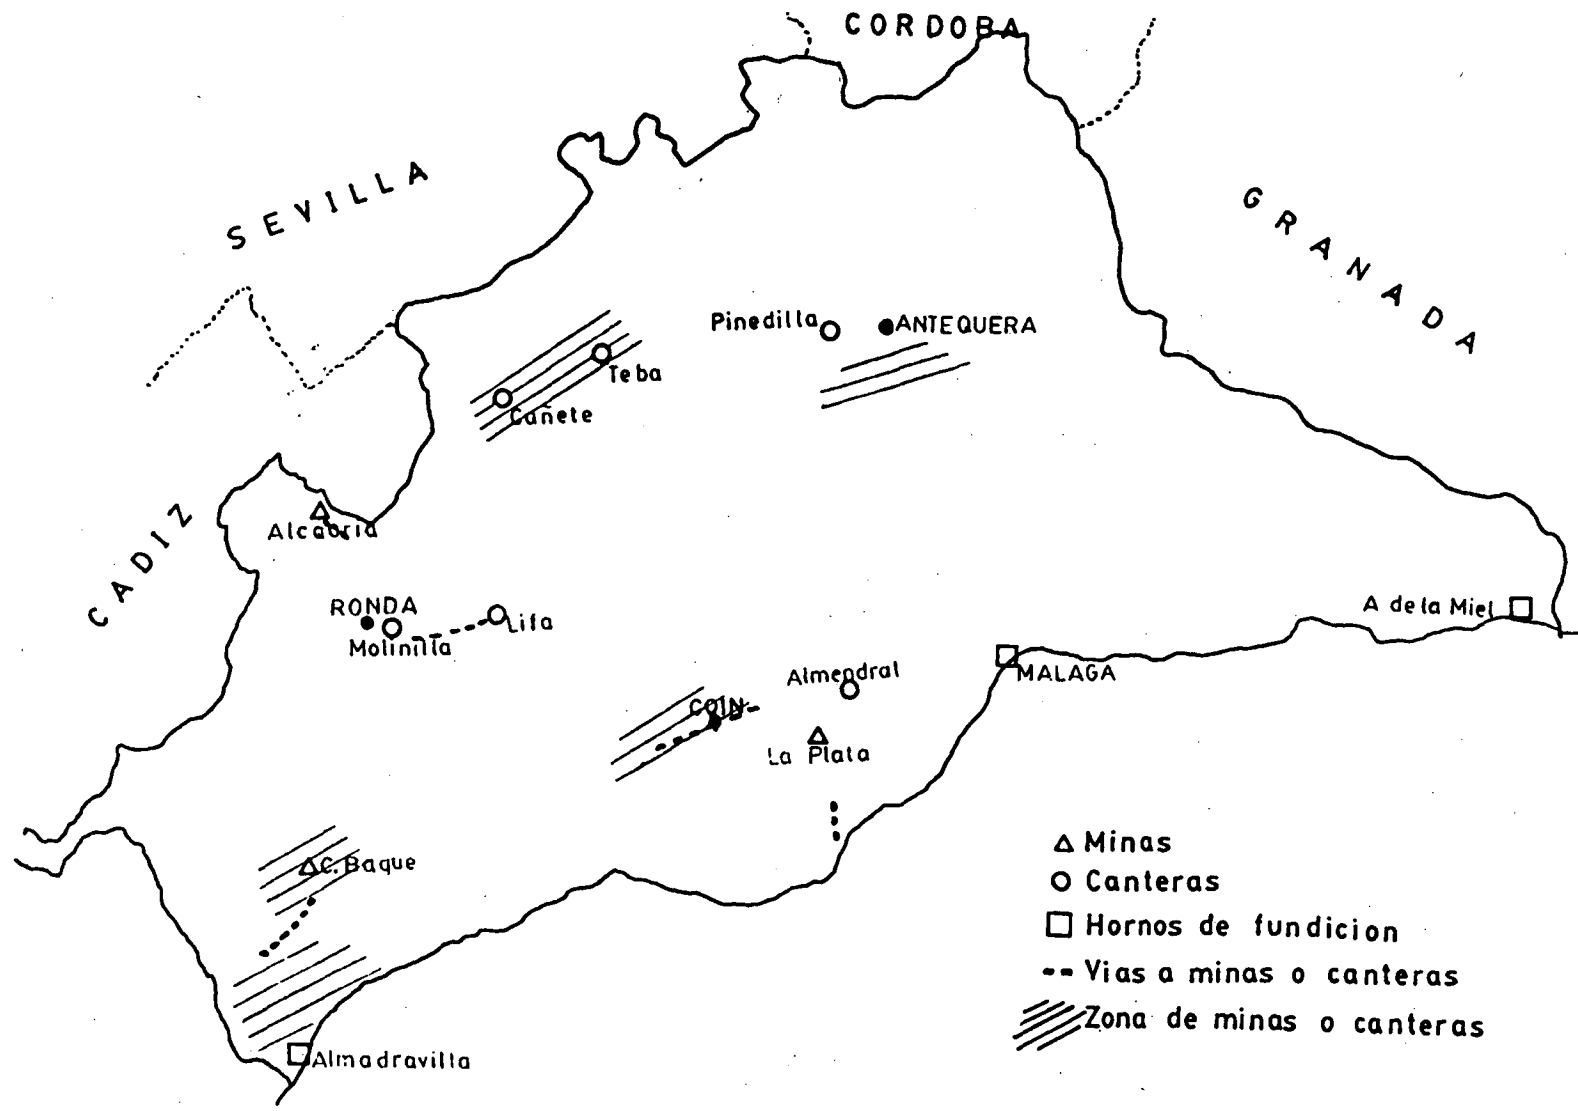 CORDOBA
SEVILLA
GRANADA
CADIZ
Pinedilla
ANTEQUERA
Teba
Cañete
Alcabria
RONDA
Molinilla
Lifa
A de la Miel
MALAGA
Almendral
COIN
La Plata
C. Baque
Almadravilla
Minas
Canteras
Hornos de fundicion
Vias a minas o canteras
Zona de minas o canteras